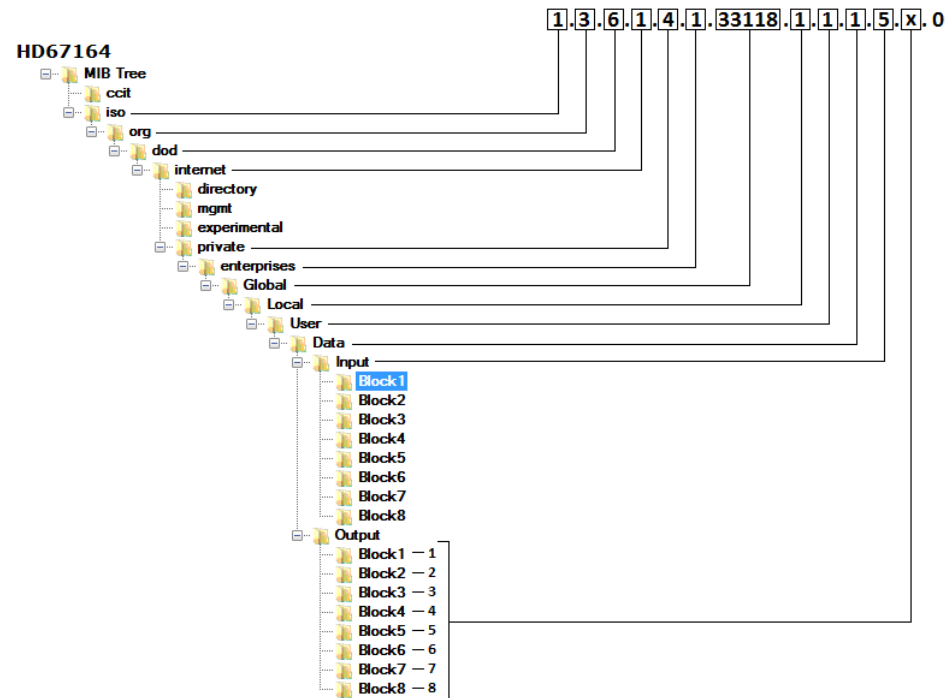 1.3.6.1.4.1.33118.1.1.1.5.x.0
HD67164
MIB Tree
ccit
iso
org
dod
internet
directory
mgmt
experimental
private
enterprises
Global
Local
User
Data
Input
Block1
Block2
Block3
Block4
Block5
Block6
Block7
Block8
Output
Block1 — 1
Block2 — 2
Block3 — 3
Block4 — 4
Block5 — 5
Block6 — 6
Block7 — 7
Block8 — 8